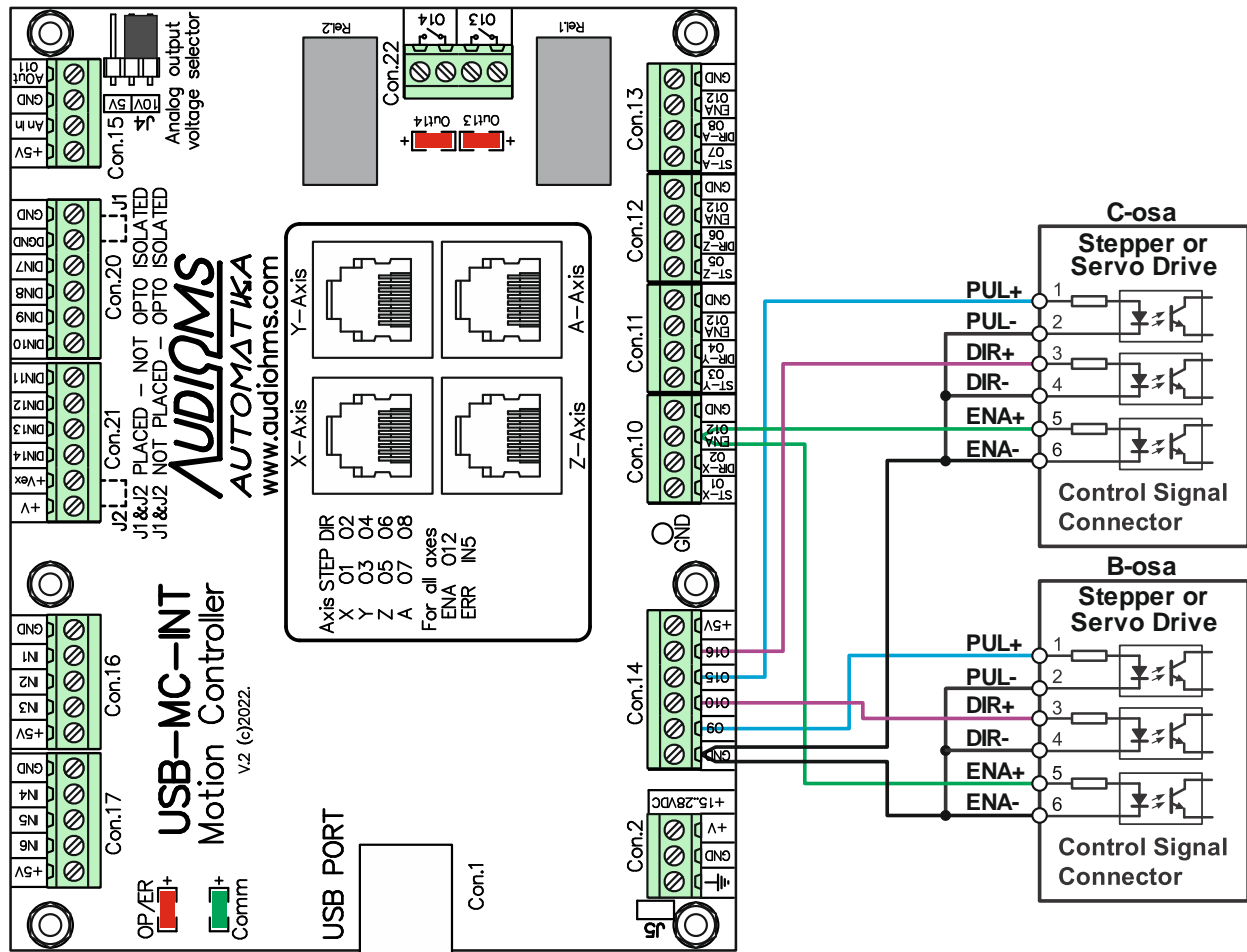 AOut
O11
GND
An In
+5V
Con.15
10V
5V
J4
Analog output
voltage selector
GND
DGND
DIN7
DIN8
DIN9
DIN10
J1
Con.20
DIN11
DIN12
DIN13
DIN14
+Vex
+V
Con.21
J2
J1&J2 PLACED – NOT OPTO ISOLATED
J1&J2 NOT PLACED – OPTO ISOLATED
AUDIΩMS
AUTOMATIKA
www.audiohms.com
GND
IN1
IN2
IN3
+5V
Con.16
GND
IN4
IN5
IN6
+5V
Con.17
USB–MC–INT
Motion Controller
V.2 (c)2022.
OP/ER
+
Comm
+
USB PORT
Con.1
Rel.2
O14
O13
Con.22
Rel.1
Out14
Out13
+
+
Y–Axis
A–Axis
X–Axis
Z–Axis
Axis STEP DIR
X O1 O2
Y O3 O4
Z O5 O6
A O7 O8
For all axes
ENA O12
ERR IN5
Con.13
GND
O12
ENA
O8
DIR–A
O7
ST–A
Con.12
GND
O12
ENA
O6
DIR–Z
O5
ST–Z
Con.11
GND
O12
ENA
O4
DIR–Y
O3
ST–Y
Con.10
GND
O12
ENA
O2
DIR–X
O1
ST–X
GND
Con.14
+5V
O16
O15
O10
O9
GND
+15..28VDC
Con.2
+V
GND
J5
C-osa
Stepper or
Servo Drive
PUL+ 1
PUL- 2
DIR+ 3
DIR- 4
ENA+ 5
ENA- 6
Control Signal
Connector
B-osa
Stepper or
Servo Drive
PUL+ 1
PUL- 2
DIR+ 3
DIR- 4
ENA+ 5
ENA- 6
Control Signal
Connector